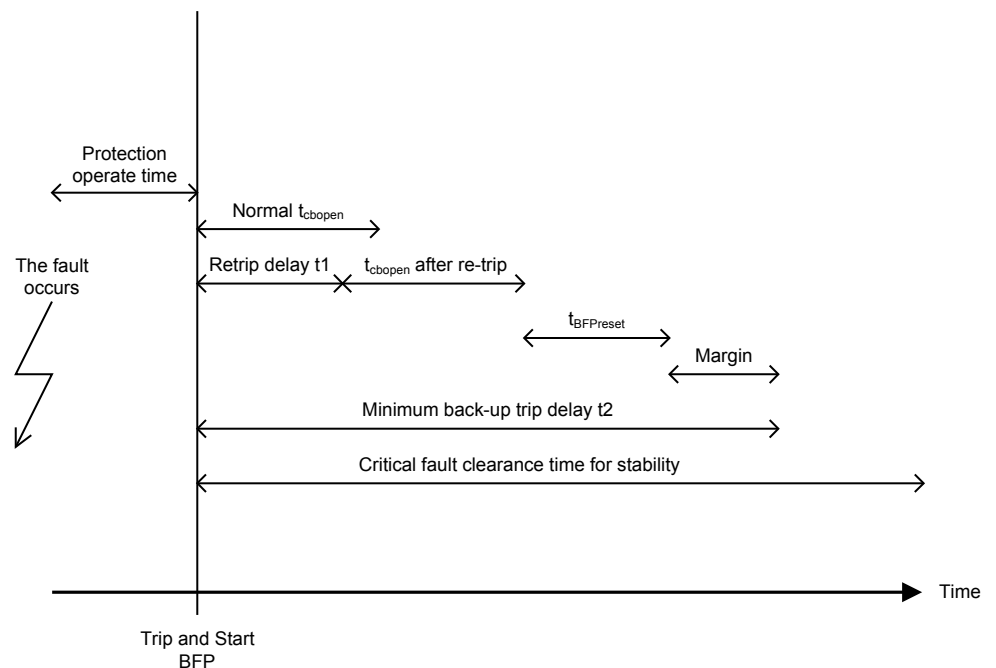 Protection
operate time
Normal tcbopen
The fault
occurs
Retrip delay t1
tcbopen after re-trip
tBFPreset
Margin
Minimum back-up trip delay t2
Critical fault clearance time for stability
Time
Trip and Start
BFP